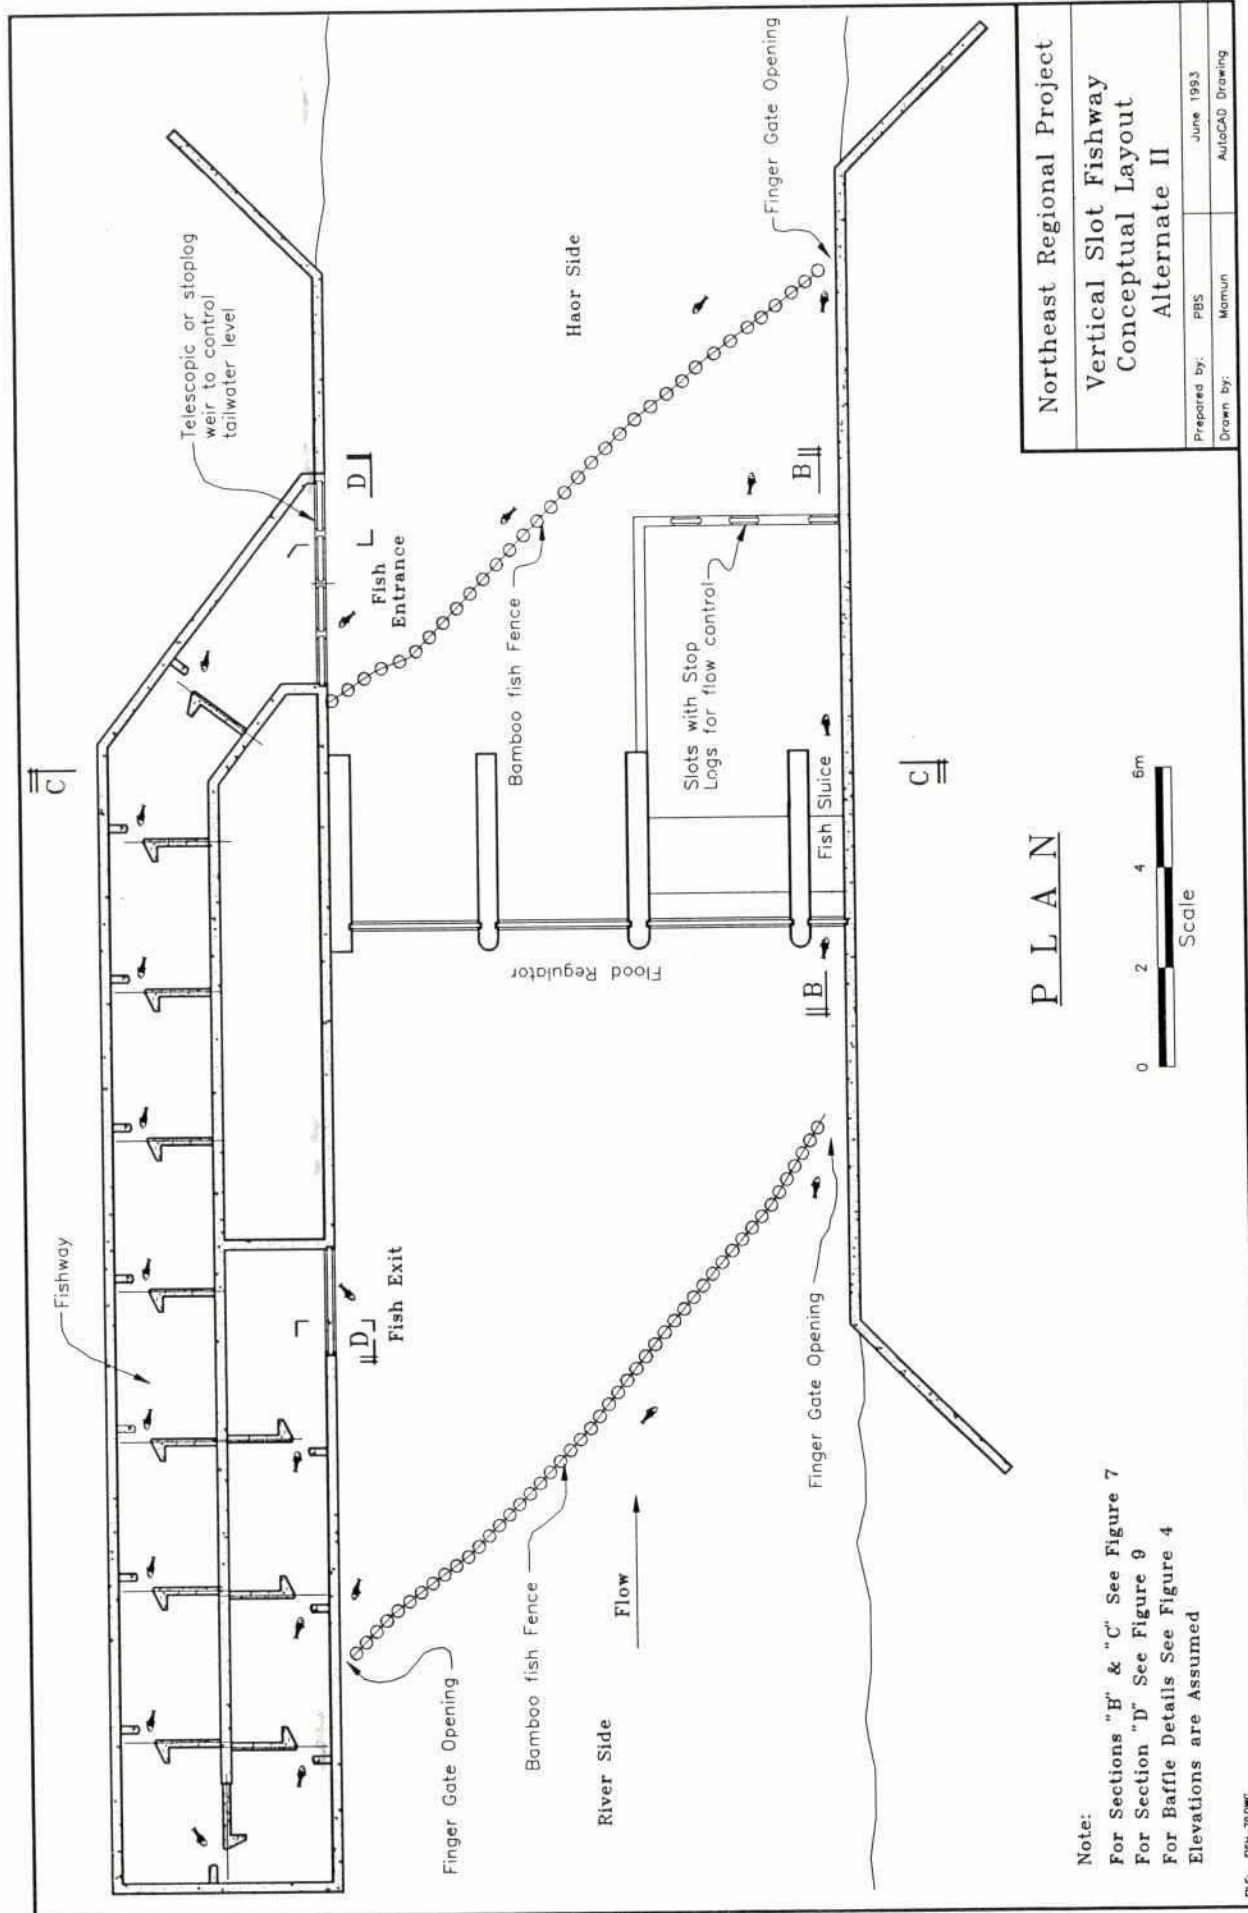 C
Fishway
Telescopic or stoplog
weir to control
tailwater level
D
Fish Exit
D
Fish
Entrance
Finger Gate Opening
Bamboo fish Fence
Flow
River Side
Flood Regulator
Bamboo fish Fence
Haor Side
Slots with Stop
Logs for flow control
Fish Sluice
B
B
Finger Gate Opening
Finger Gate Opening
C
PLAN
0
2
4
6m
Scale
Note:
For Sections "B" & "C" See Figure 7
For Section "D" See Figure 9
For Baffle Details See Figure 4
Elevations are Assumed
Northeast Regional Project
Vertical Slot Fishway
Conceptual Layout
Alternate II
Prepared by: PBS
June 1993
Drawn by: Mamun
AutoCAD Drawing